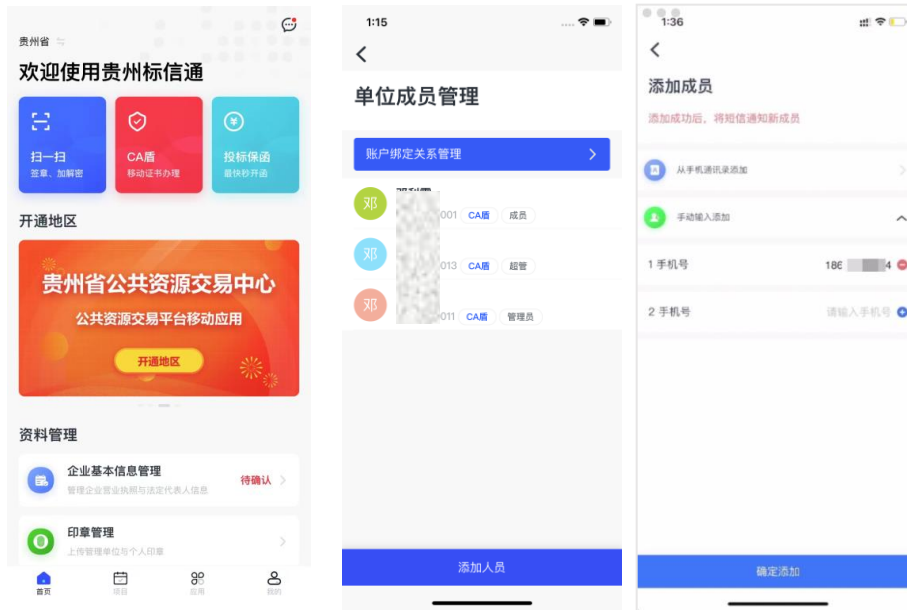 贵州省
欢迎使用贵州标信通
扫一扫
签章、加解密
CA盾
移动证书办理
投标保函
最快秒开函
开通地区
贵州省公共资源交易中心
公共资源交易平台移动应用
开通地区
资料管理
企业基本信息管理
管理企业营业执照与法定代表人信息
待确认
印章管理
上传管理单位与个人印章
首页
项目
应用
我的
1:15
单位成员管理
账户绑定关系管理
邓
001 CA盾 成员
邓
013 CA盾 超管
邓
011 CA盾 管理员
添加人员
1:36
添加成员
添加成功后，将短信通知新成员
从手机通讯录添加
手动输入添加
1 手机号 186 4
2 手机号 请输入手机号
确定添加